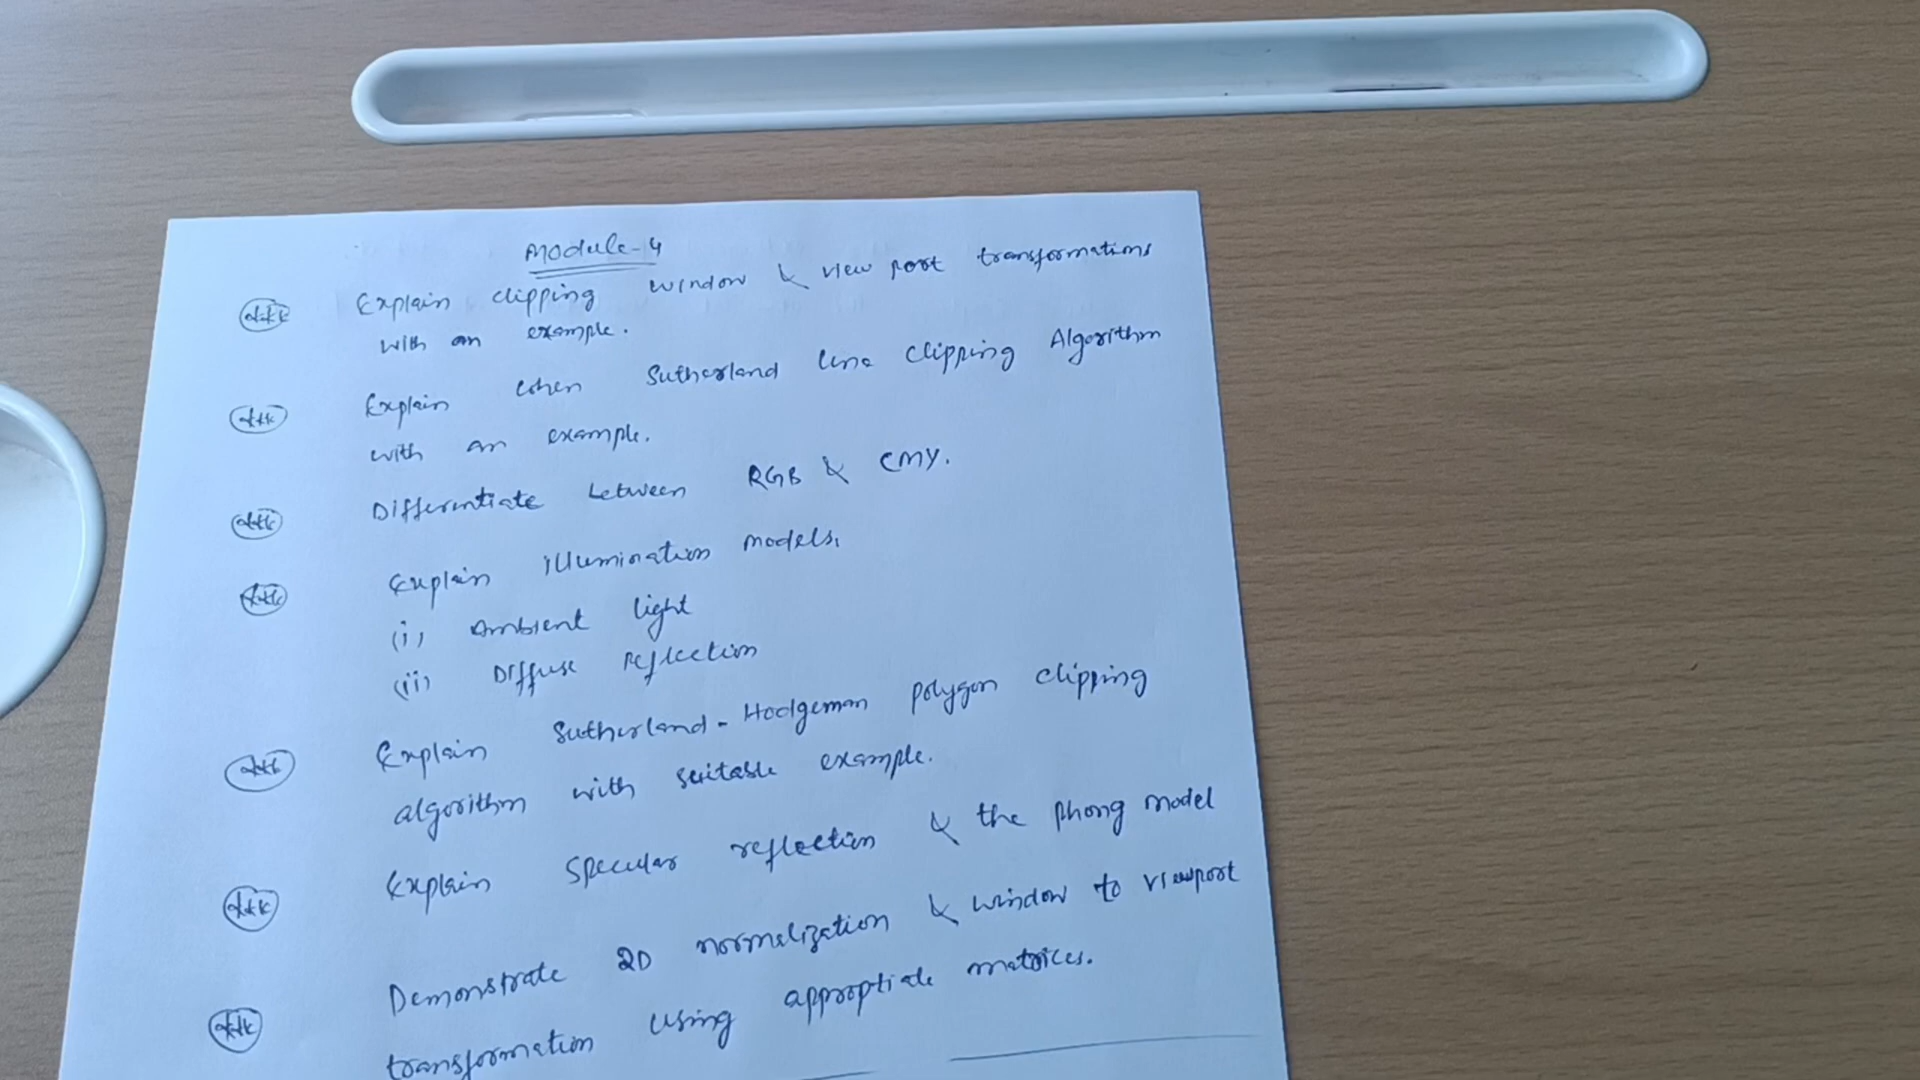 Module-4
*** Explain clipping window & view port transformations
with an example.
*** Explain cohen Sutherland line clipping Algorithm
with an example.
*** Differentiate between RGB & CMY.
*** Explain illumination models.
(i) Ambient light
(ii) Diffuse reflection
*** Explain Sutherland-Hodgeman polygon clipping
algorithm with suitable example.
*** Explain Specular reflection & the phong model
*** Demonstrate 2D normalization & window to viewport
transformation using approptiate matrices.